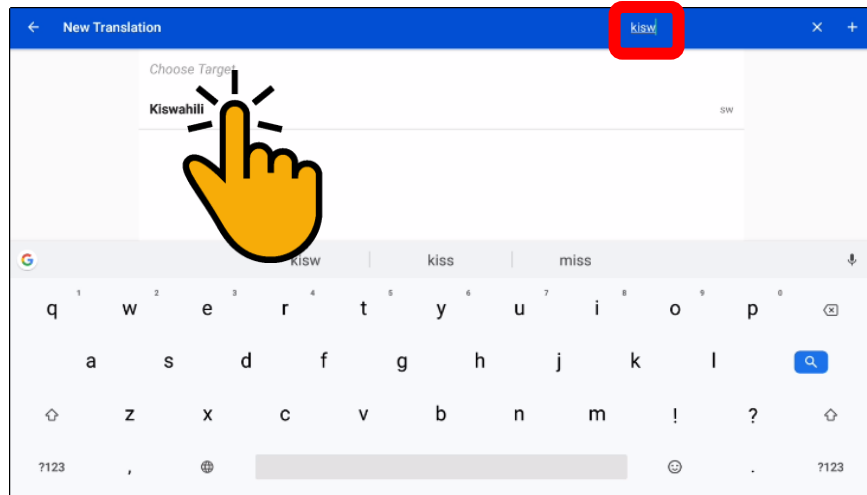 ← New Translation kisw × +
Choose Target
Kiswahili sw
kisw kiss miss
1 2 3 4 5 6 7 8 9 0
q w e r t y u i o p
a s d f g h j k l
z x c v b n m ! ?
?123 , . ?123